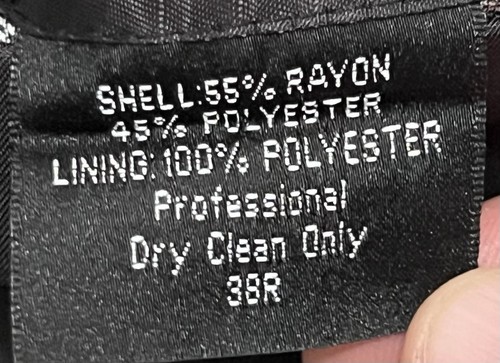 SHELL:55% RAYON
45% POLYESTER
LINING:100% POLYESTER
Professional
Dry Clean Only
38R